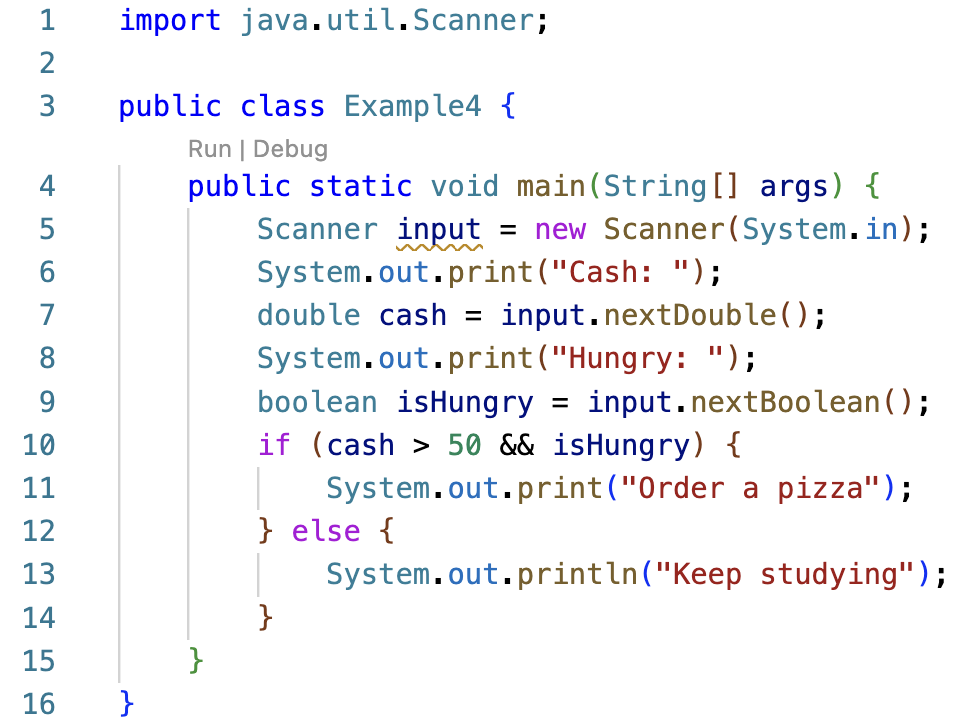 1 import java.util.Scanner;
2
3 public class Example4 {
Run | Debug
4 public static void main(String[] args) {
5 Scanner input = new Scanner(System.in);
6 System.out.print("Cash: ");
7 double cash = input.nextDouble();
8 System.out.print("Hungry: ");
9 boolean isHungry = input.nextBoolean();
10 if (cash > 50 && isHungry) {
11 System.out.print("Order a pizza");
12 } else {
13 System.out.println("Keep studying");
14 }
15 }
16 }